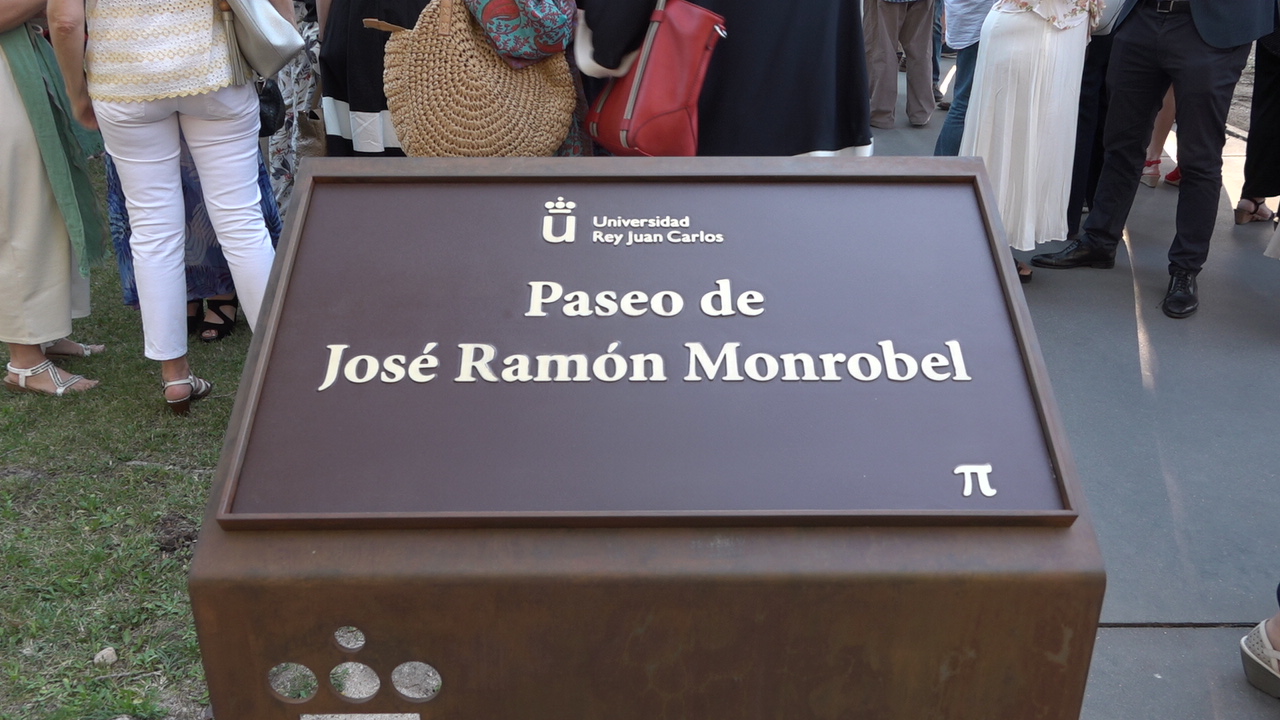 Universidad
Rey Juan Carlos
Paseo de
José Ramón Monrobel
π